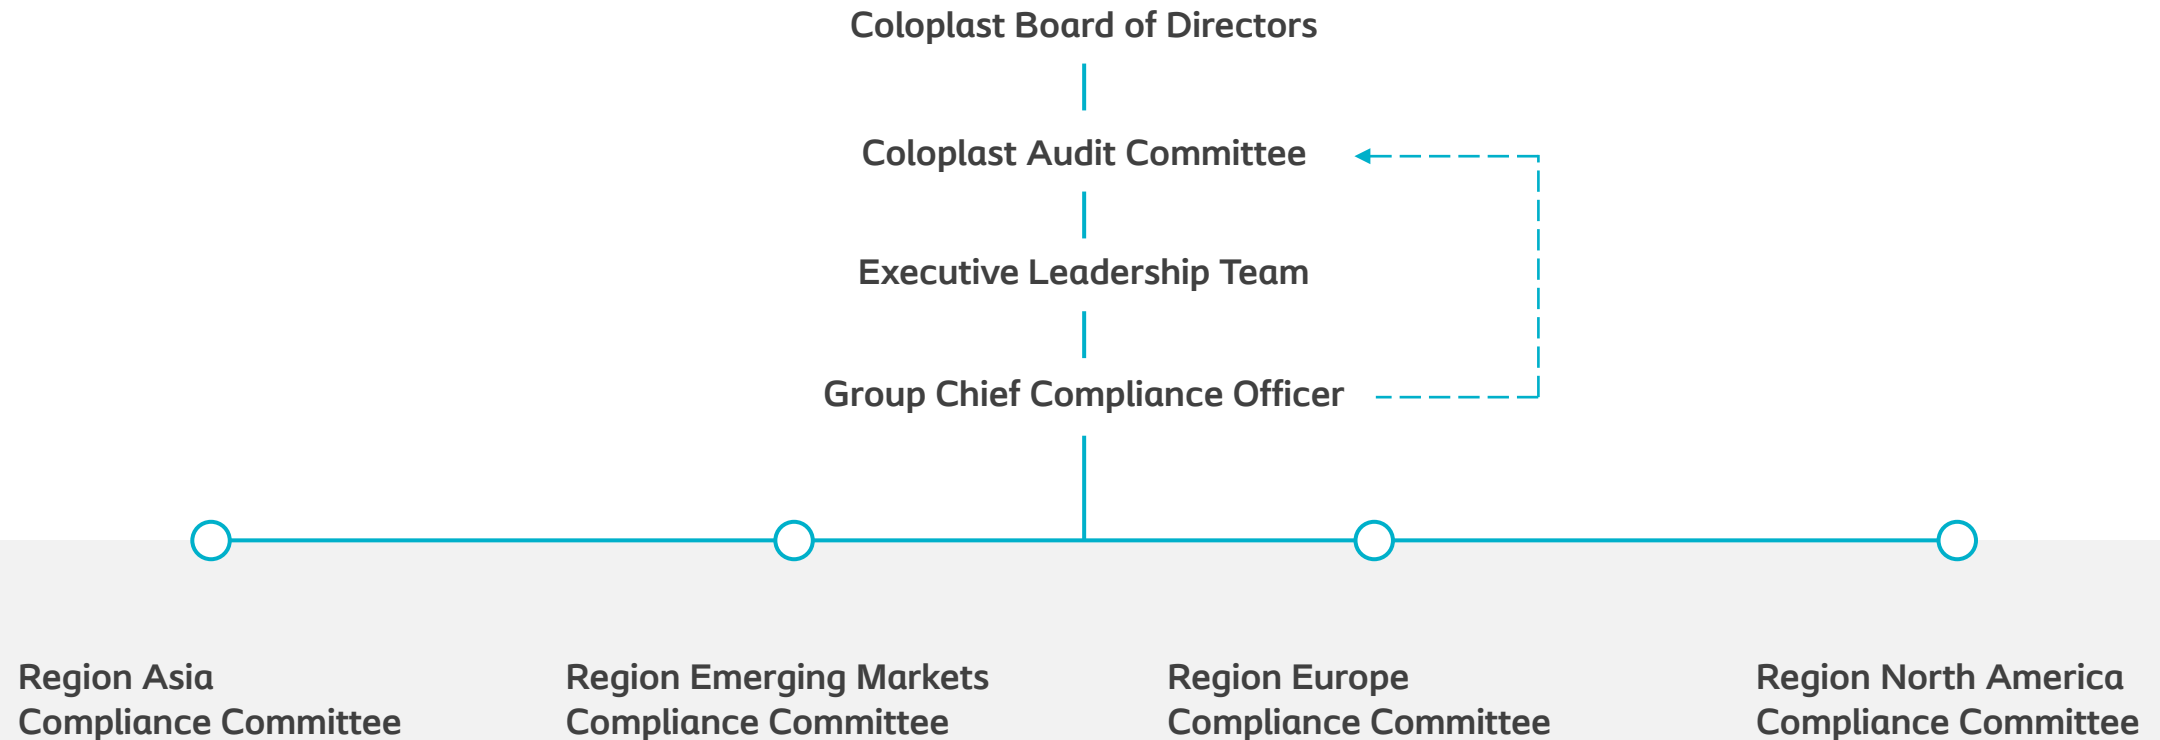 Coloplast Board of Directors
Coloplast Audit Committee
Executive Leadership Team
Group Chief Compliance Officer
Region Asia
Compliance Committee
Region Emerging Markets
Compliance Committee
Region Europe
Compliance Committee
Region North America
Compliance Committee